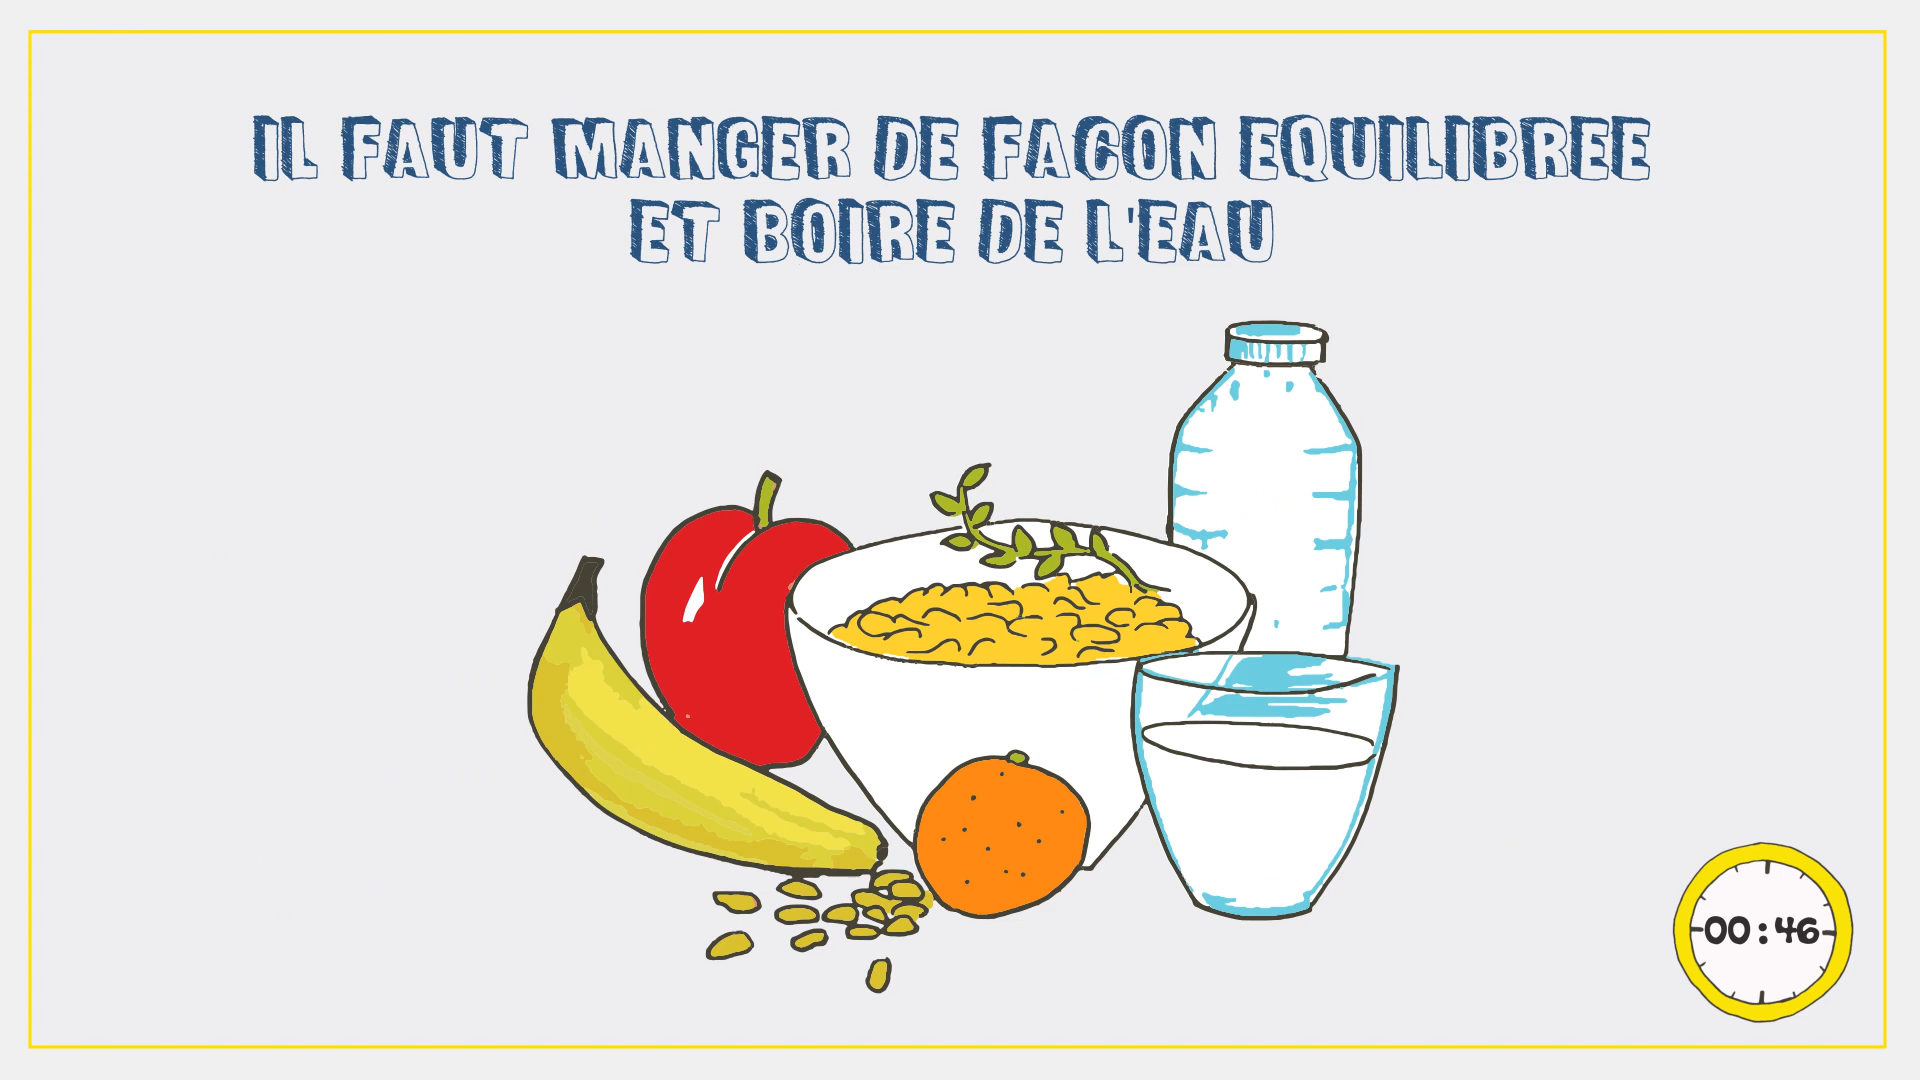 IL FAUT MANGER DE FACON EQUILIBREE
ET BOIRE DE L'EAU
00:46